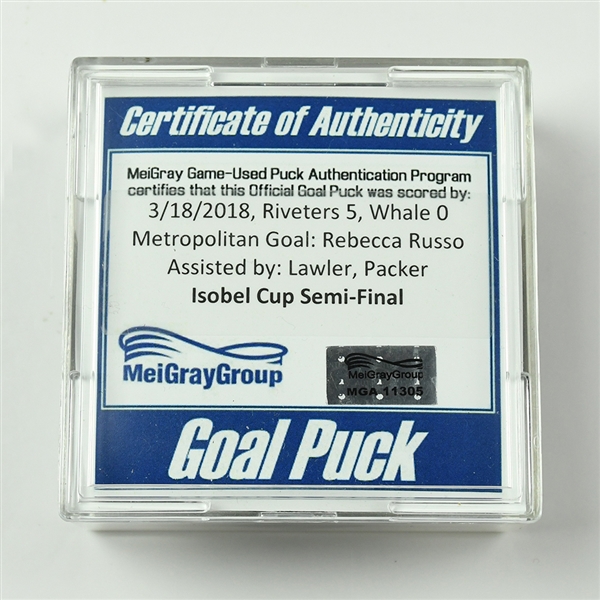 Certificate of Authenticity
MeiGray Game-Used Puck Authentication Program
certifies that this Official Goal Puck was scored by:
3/18/2018, Riveters 5, Whale 0
Metropolitan Goal: Rebecca Russo
Assisted by: Lawler, Packer
Isobel Cup Semi-Final
MeiGrayGroup
MeiGrayGroup
MGA 11305
Goal Puck